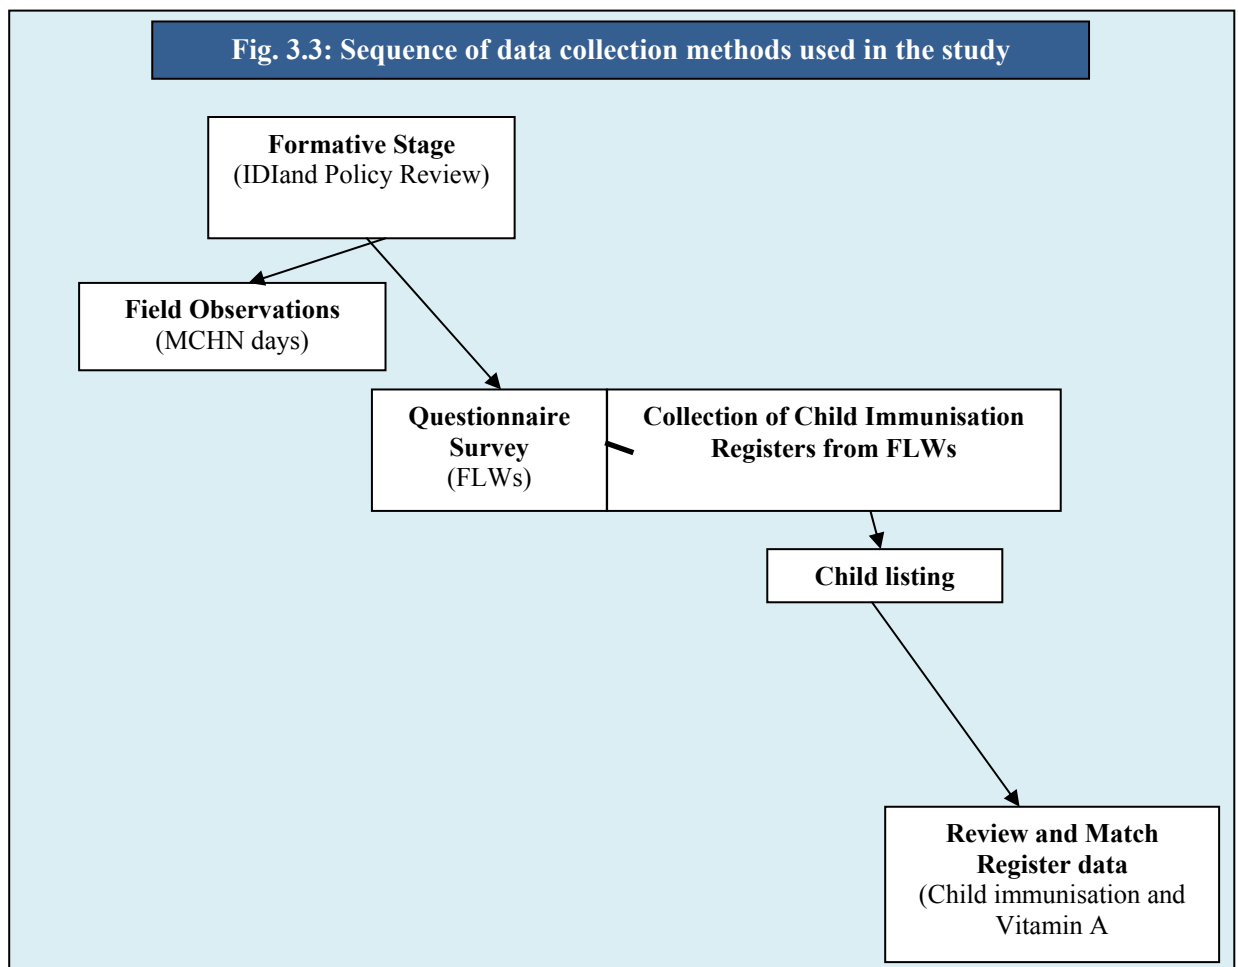 Fig. 3.3: Sequence of data collection methods used in the study
Formative Stage
(IDIand Policy Review)
Field Observations
(MCHN days)
Questionnaire
Survey
(FLWs)
Collection of Child Immunisation
Registers from FLWs
Child listing
Review and Match
Register data
(Child immunisation and
Vitamin A